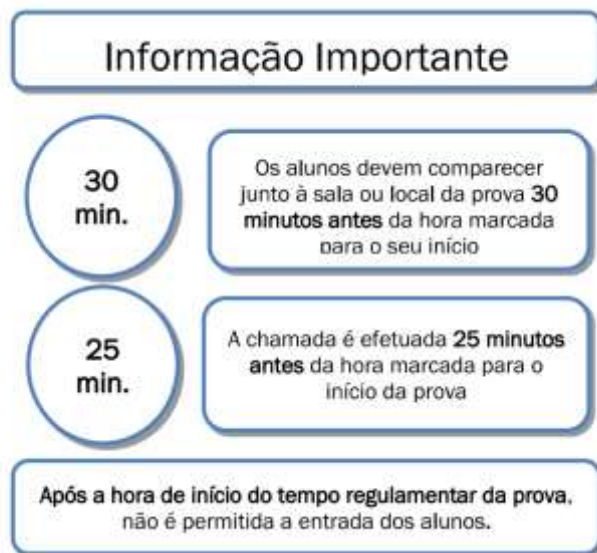 Informação Importante
30
min.
Os alunos devem comparecer
junto à sala ou local da prova 30
minutos antes da hora marcada
para o seu início
25
min.
A chamada é efetuada 25 minutos
antes da hora marcada para o
início da prova
Após a hora de início do tempo regulamentar da prova,
não é permitida a entrada dos alunos.